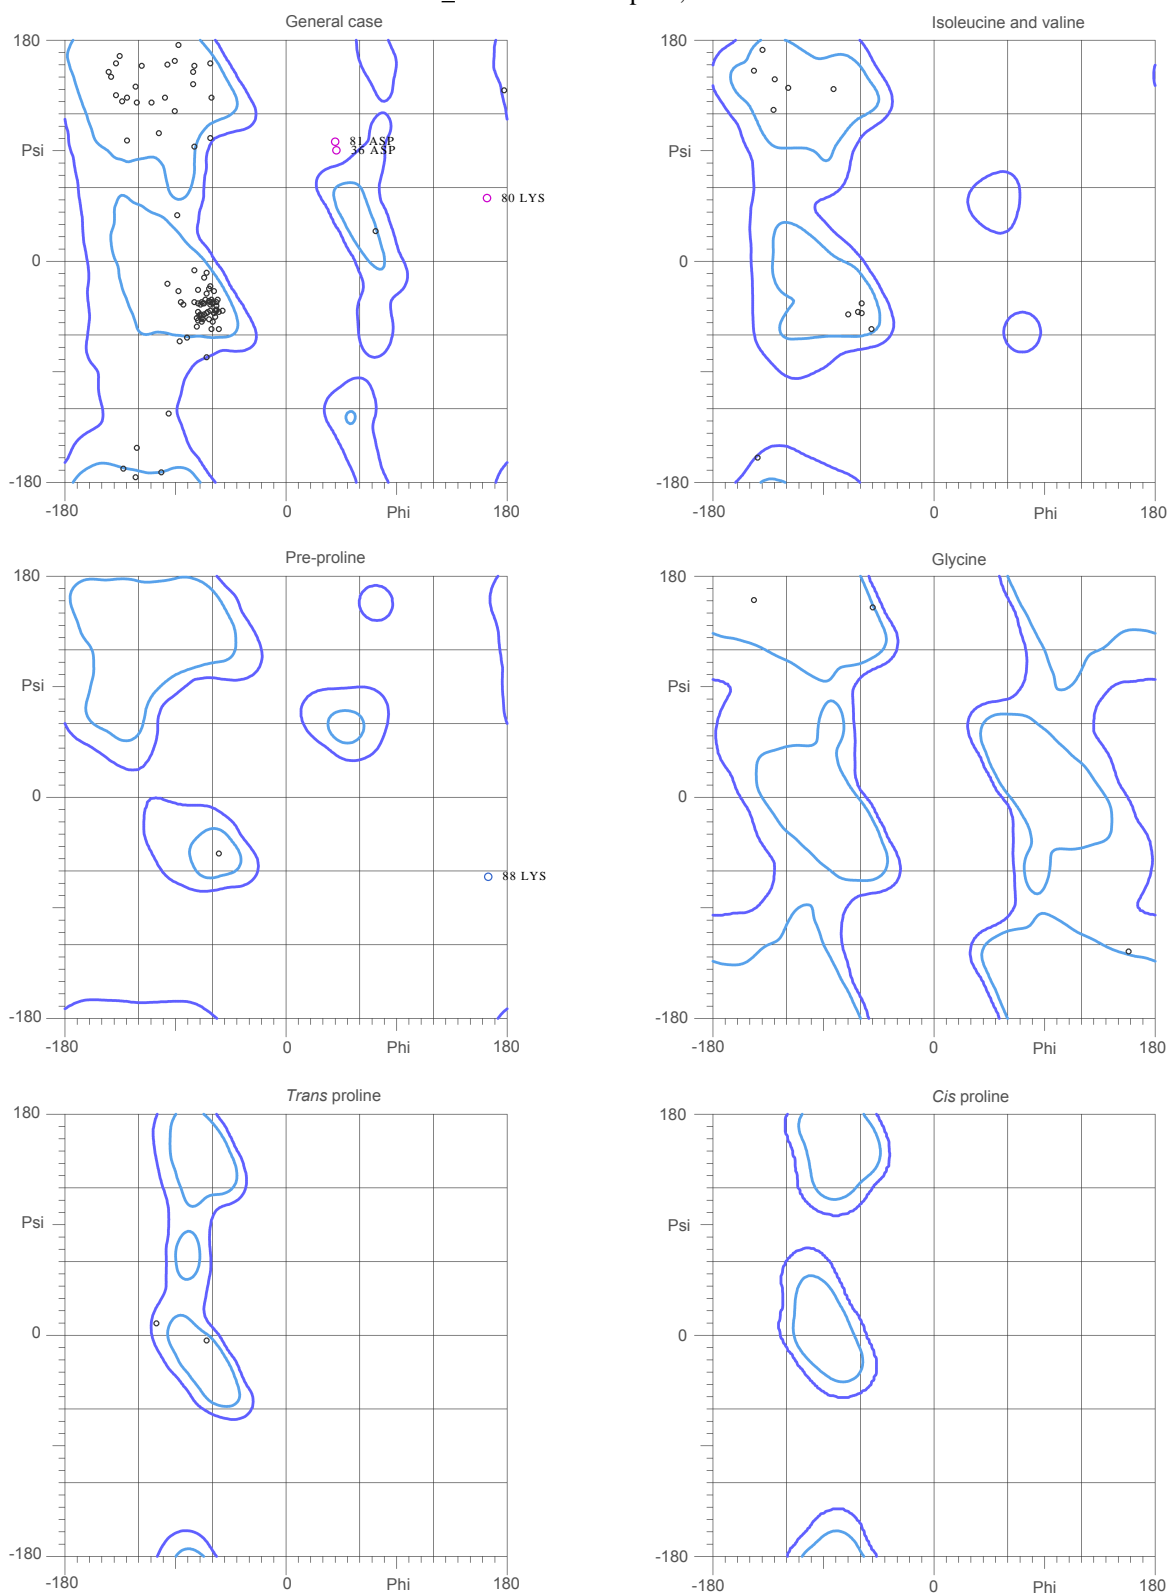 General case
180
Psi
0
-180
-180
0
Phi
180
81 ASP
36 ASP
80 LYS
Isoleucine and valine
180
Psi
0
-180
-180
0
Phi
180
Pre-proline
180
Psi
0
-180
-180
0
Phi
180
88 LYS
Glycine
180
Psi
0
-180
-180
0
Phi
180
Trans proline
180
Psi
0
-180
-180
0
Phi
180
Cis proline
180
Psi
0
-180
-180
0
Phi
180